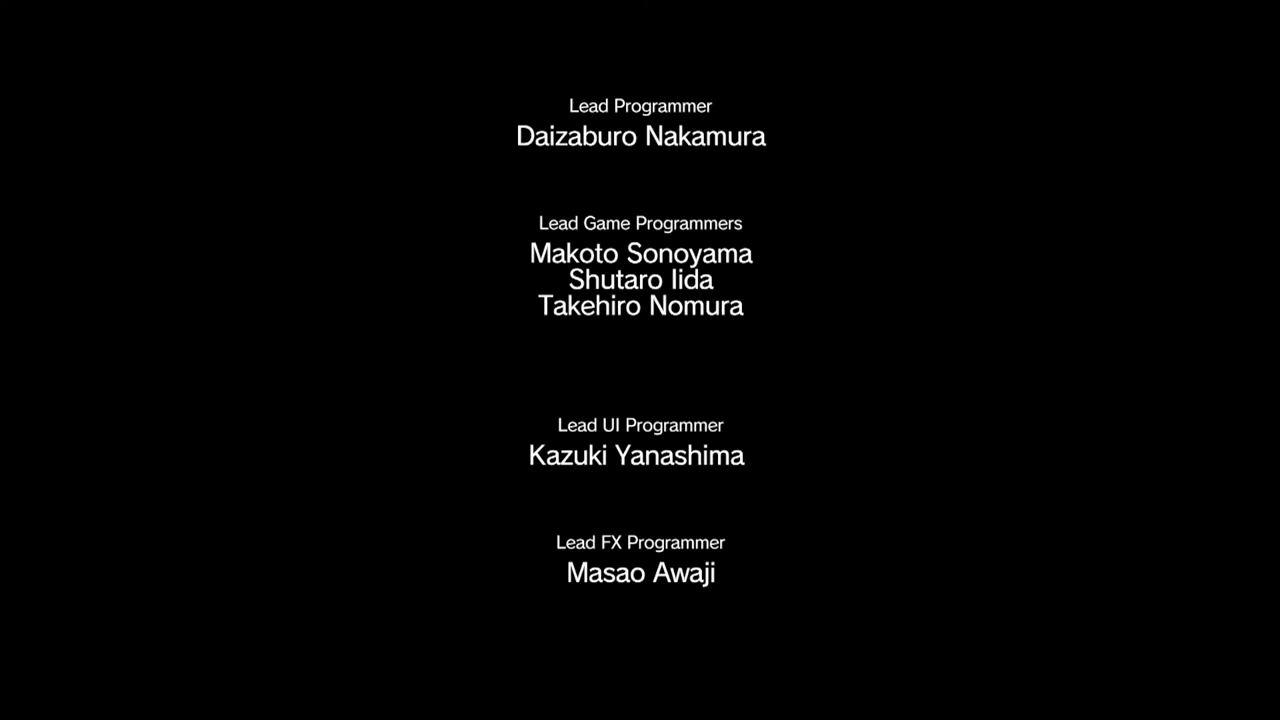 Lead Programmer
Daizaburo Nakamura
Lead Game Programmers
Makoto Sonoyama
Shutaro Iida
Takehiro Nomura
Lead UI Programmer
Kazuki Yanashima
Lead FX Programmer
Masao Awaji